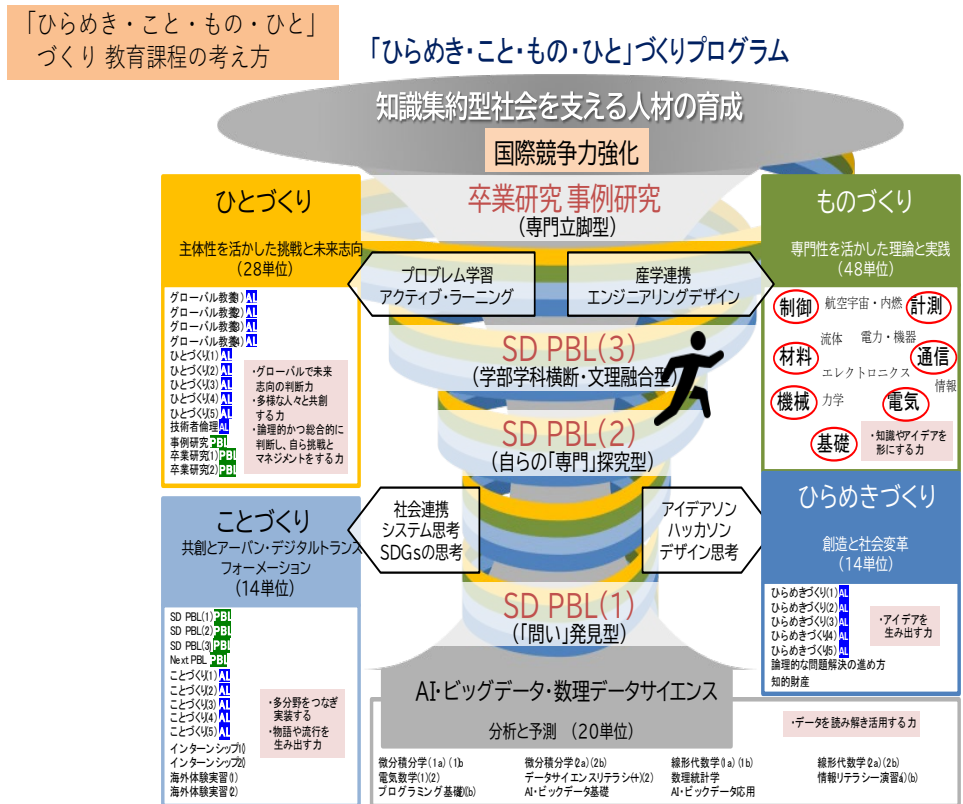 「ひらめき・こと・もの・ひと」
づくり 教育課程の考え方
「ひらめき・こと・もの・ひと」づくりプログラム
知識集約型社会を支える人材の育成
国際競争力強化
卒業研究 事例研究
(専門立脚型)
ひとづくり
主体性を活かした挑戦と未来志向
(28単位)
グローバル教養(1)AL
グローバル教養(2)AL
グローバル教養(3)AL
グローバル教養(4)AL
ひとづくり(1)AL
ひとづくり(2)AL
ひとづくり(3)AL
ひとづくり(4)AL
ひとづくり(5)AL
技術者倫理AL
事例研究PBL
卒業研究(1)PBL
卒業研究(2)PBL
・グローバルで未来
志向の判断力
・多様な人々と共創
する力
・論理的かつ総合的に
判断し、自ら挑戦と
マネジメントをする力
プロブレム学習
アクティブ・ラーニング
産学連携
エンジニアリングデザイン
ものづくり
専門性を活かした理論と実践
(48単位)
制御 航空宇宙・内燃 計測
流体 電力・機器
材料 エレクトロニクス 通信
情報
機械 力学 電気
基礎
・知識やアイデアを
形にする力
SD PBL(3)
(学部学科横断・文理融合型)
SD PBL(2)
(自らの「専門」探究型)
ことづくり
共創とアーバン・デジタルトランス
フォーメーション
(14単位)
SD PBL(1)PBL
SD PBL(2)PBL
SD PBL(3)PBL
Next PBL PBL
ことづくり(1)AL
ことづくり(2)AL
ことづくり(3)AL
ことづくり(4)AL
ことづくり(5)AL
インターンシップ(1)
インターンシップ(2)
海外体験実習(1)
海外体験実習(2)
・多分野をつなぎ
実装する
・物語や流行を
生み出す力
社会連携
システム思考
SDGsの思考
アイデアソン
ハッカソン
デザイン思考
ひらめきづくり
創造と社会変革
(14単位)
ひらめきづくり(1)AL
ひらめきづくり(2)AL
ひらめきづくり(3)AL
ひらめきづくり(4)AL
ひらめきづくり(5)AL
論理的な問題解決の進め方
知的財産
・アイデアを
生み出す力
SD PBL(1)
(「問い」発見型)
AI・ビッグデータ・数理データサイエンス
分析と予測 (20単位)
・データを読み解き活用する力
微分積分学(1a)(1b 微分積分学(2a)(2b) 線形代数学(1a)(1b) 線形代数学(2a)(2b)
電気数学(1)(2) データサイエンスリテラシー(1)(2) 数理統計学 情報リテラシー演習(a)(b)
プログラミング基礎(a)(b) AI・ビックデータ基礎 AI・ビックデータ応用